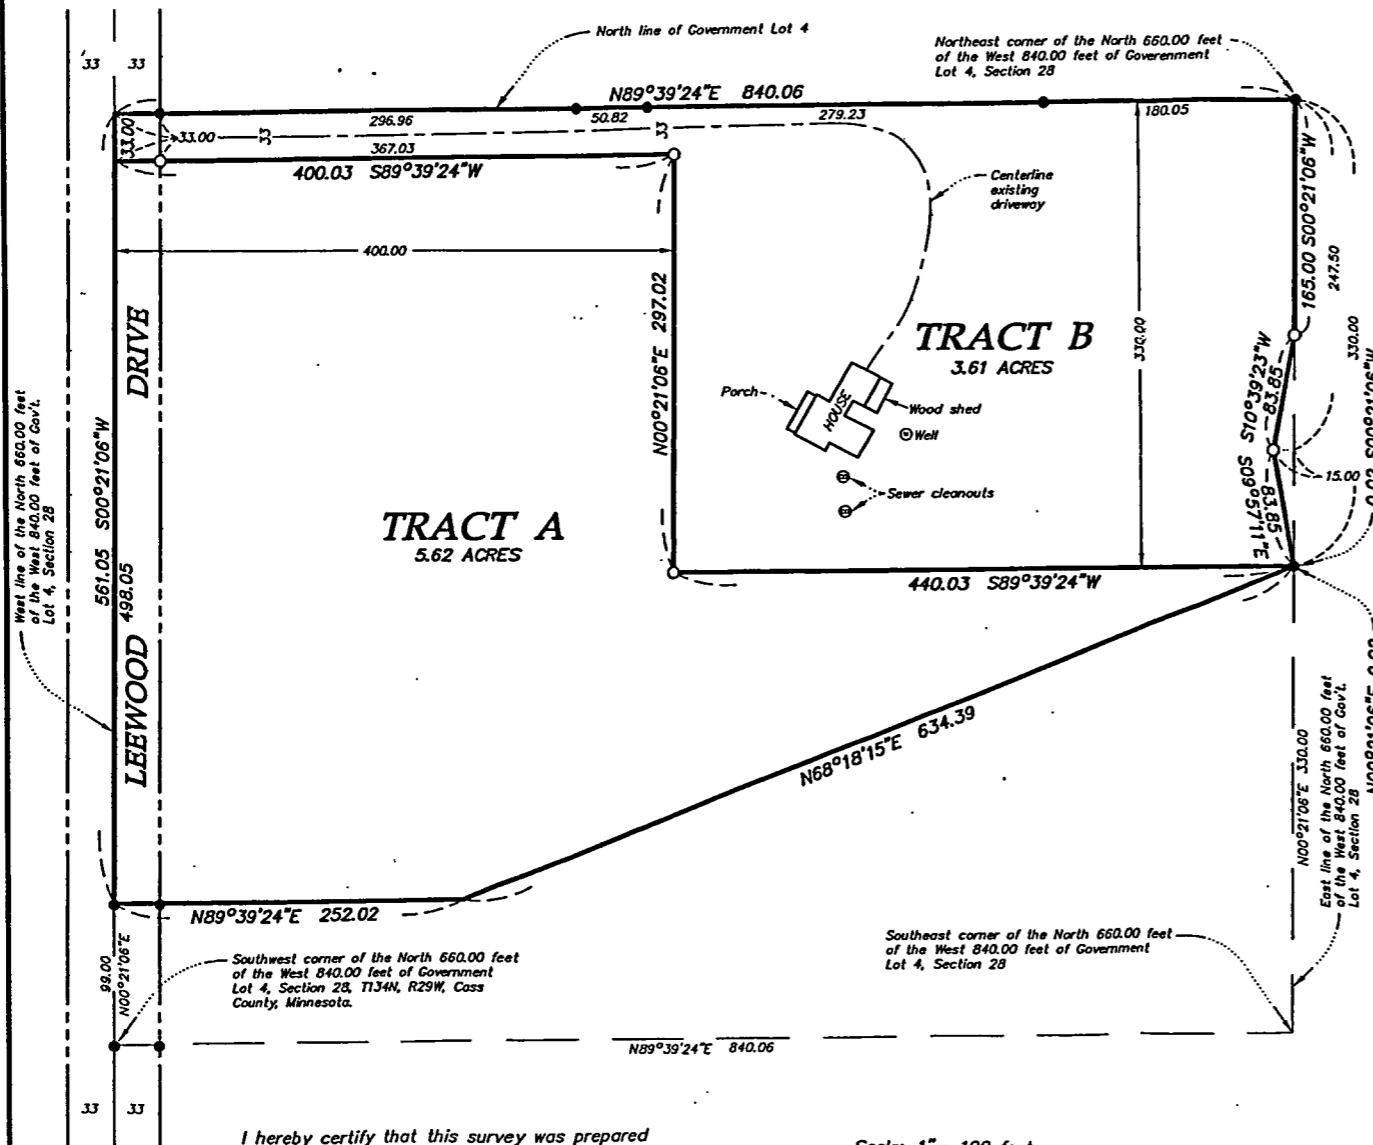 North line of Government Lot 4
Northeast corner of the North 660.00 feet
of the West 840.00 feet of Goverenment
Lot 4, Section 28
33
33
N89°39'24"E 840.06
296.96
50.82
279.23
180.05
33.00
33.00
33
33
367.03
400.03 S89°39'24"W
Centerline
existing
driveway
165.00 S00°21'06"W
247.50
400.00
N00°21'06"E 297.02
330.00
330.00
TRACT B
3.61 ACRES
DRIVE
Porch
HOUSE
Wood shed
Well
Sewer cleanouts
S10°39'23"W
83.85
15.00
S09°57'11"E
83.85
West line of the North 660.00 feet
of the West 840.00 feet of Gov't.
Lot 4, Section 28
561.05 S00°21'06"W
498.05
TRACT A
5.62 ACRES
440.03 S89°39'24"W
LEEWOOD
N68°18'15"E 634.39
N00°21'06"E 330.00
East line of the North 660.00 feet
of the West 840.00 feet of Gov't.
Lot 4, Section 28
N89°39'24"E 252.02
99.00
N00°21'06"E
Southwest corner of the North 660.00 feet
of the West 840.00 feet of Government
Lot 4, Section 28, T134N, R29W, Cass
County, Minnesota.
Southeast corner of the North 660.00 feet
of the West 840.00 feet of Government
Lot 4, Section 28
N89°39'24"E 840.06
33
33
I hereby certify that this survey was prepared